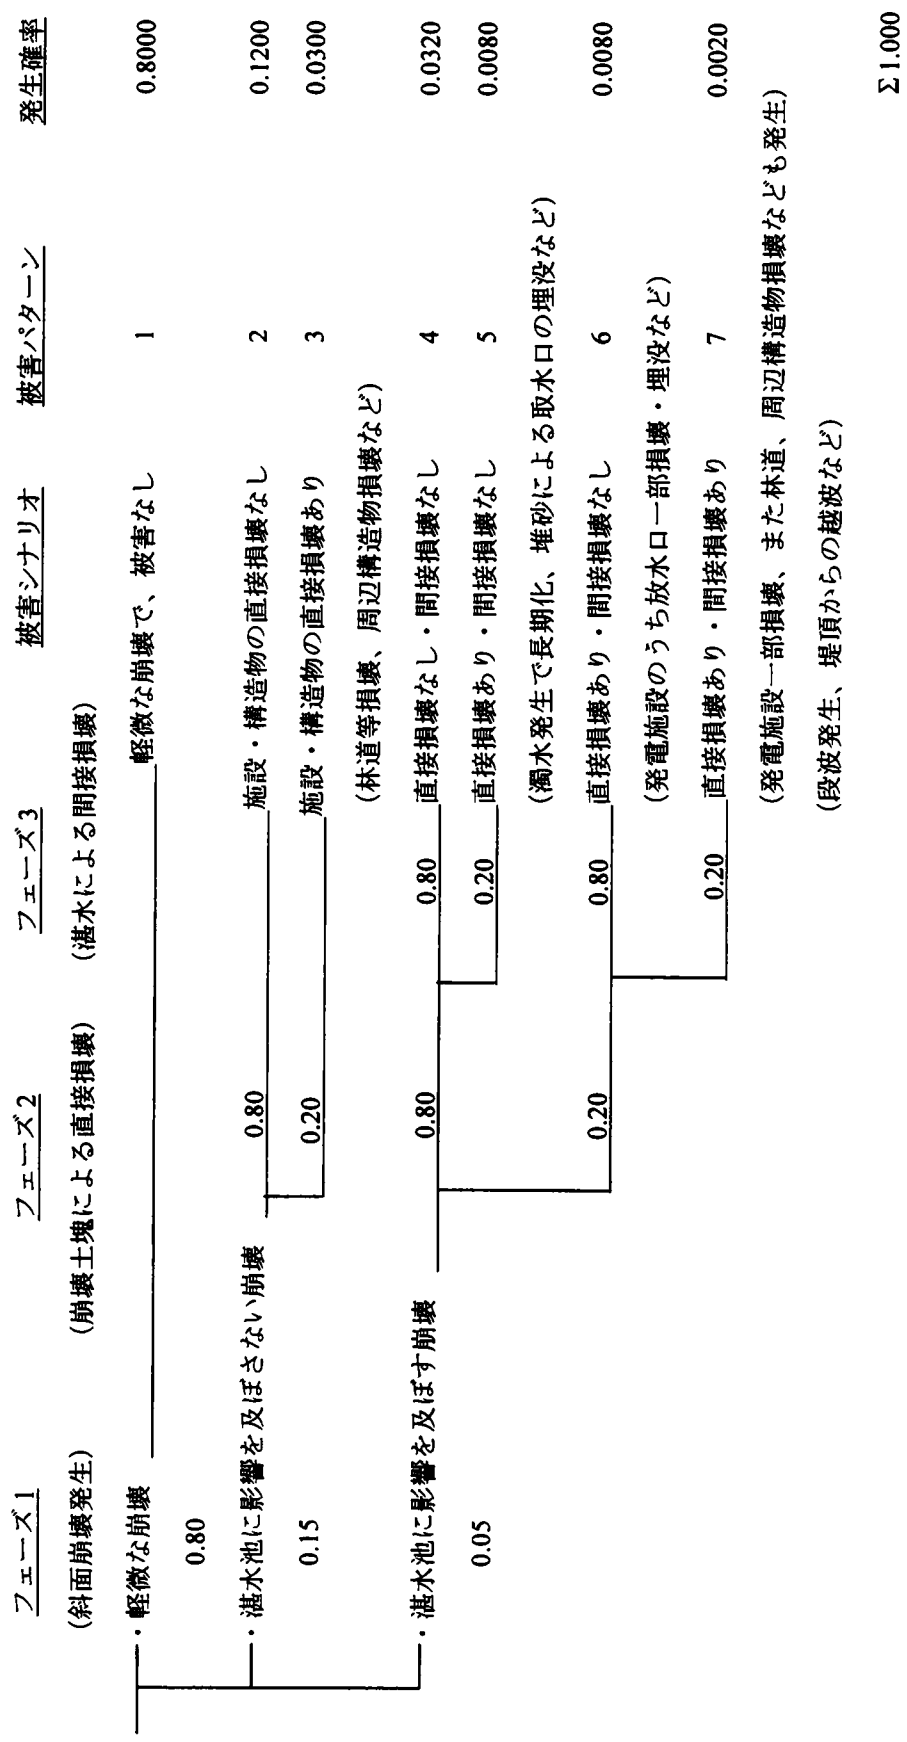 フェーズ1 フェーズ2 フェーズ3 被害シナリオ 被害パターン 発生確率
(斜面崩壊発生) (崩壊土塊による直接損壊) (湛水による間接損壊)
・軽微な崩壊 軽微な崩壊で、被害なし 1 0.8000
0.80
・湛水池に影響を及ぼさない崩壊 0.80 施設・構造物の直接損壊なし 2 0.1200
0.15 0.20 施設・構造物の直接損壊あり 3 0.0300
(林道等損壊、周辺構造物損壊など)
・湛水池に影響を及ぼす崩壊 0.80 0.80 直接損壊なし・間接損壊なし 4 0.0320
0.05 0.20 直接損壊あり・間接損壊なし 5 0.0080
(濁水発生で長期化、堆砂による取水口の埋没など)
0.20 0.80 直接損壊あり・間接損壊なし 6 0.0080
(発電施設のうち放水口一部損壊・埋没など)
0.20 直接損壊あり・間接損壊あり 7 0.0020
(発電施設一部損壊、また林道、周辺構造物損壊なども発生)
(段波発生、堤頂からの越波など)
Σ1.000